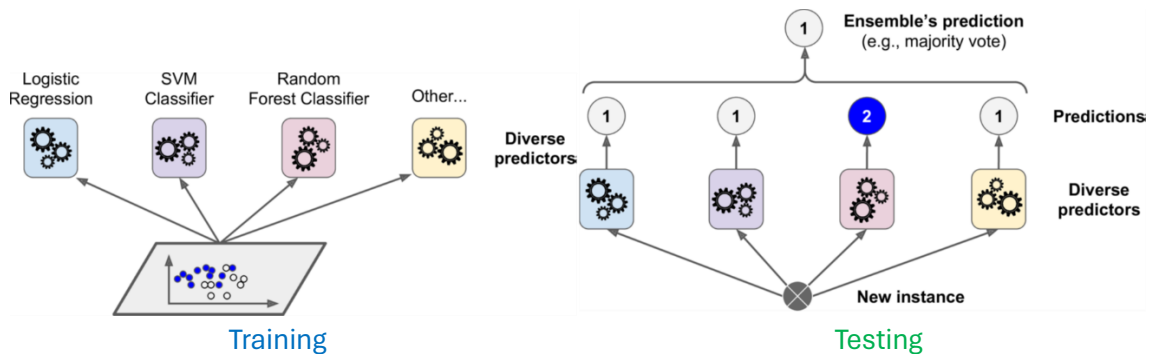 Logistic
Regression
SVM
Classifier
Random
Forest Classifier
Other...
Diverse
predictors
Training
1
Ensemble's prediction
(e.g., majority vote)
1
1
2
1
Predictions
Diverse
predictors
New instance
Testing